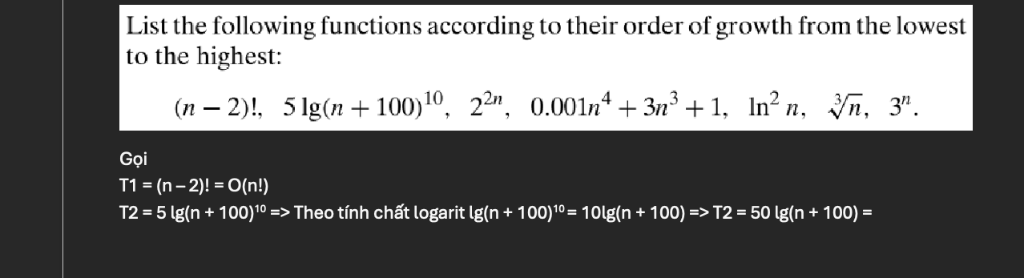 List the following functions according to their order of growth from the lowest
to the highest:
(n − 2)!, 5 lg(n + 100)¹⁰, 2²ⁿ, 0.001n⁴ + 3n³ + 1, ln² n, ∛n, 3ⁿ.
Gọi
T1 = (n – 2)! = O(n!)
T2 = 5 lg(n + 100)¹⁰ => Theo tính chất logarit lg(n + 100)¹⁰ = 10lg(n + 100) => T2 = 50 lg(n + 100) =